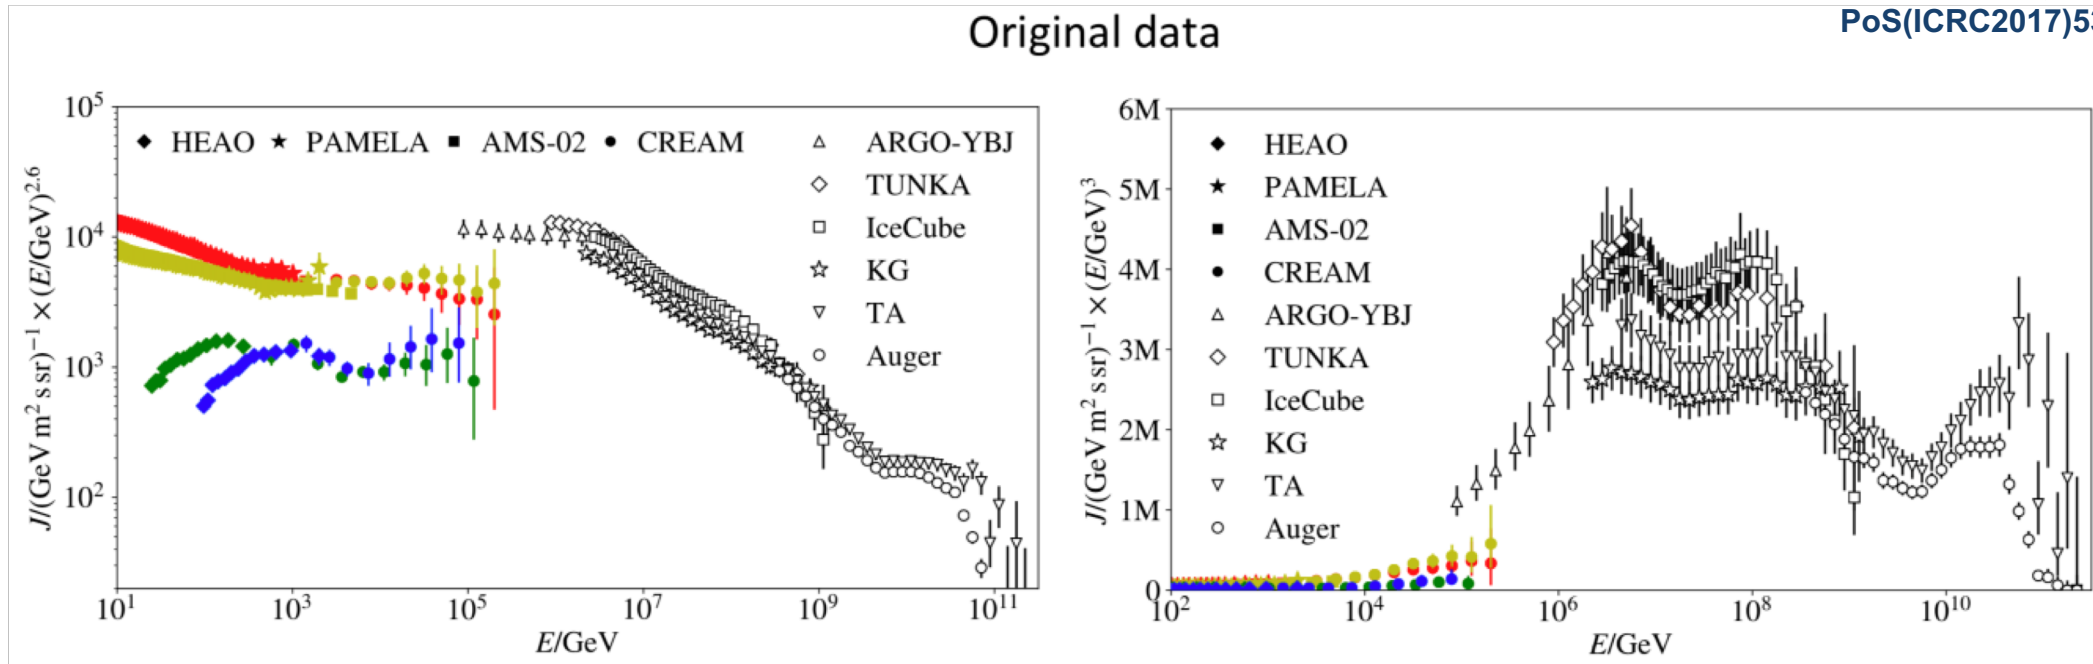 Original data
PoS(ICRC2017)53
10^5
10^4
10^3
10^2
J/(GeV m^2 s sr)^−1 × (E/GeV)^2.6
HEAO PAMELA AMS-02 CREAM
ARGO-YBJ
TUNKA
IceCube
KG
TA
Auger
10^1 10^3 10^5 10^7 10^9 10^11
E/GeV
6M
5M
4M
3M
2M
1M
0
J/(GeV m^2 s sr)^−1 × (E/GeV)^3
HEAO
PAMELA
AMS-02
CREAM
ARGO-YBJ
TUNKA
IceCube
KG
TA
Auger
10^2 10^4 10^6 10^8 10^10
E/GeV